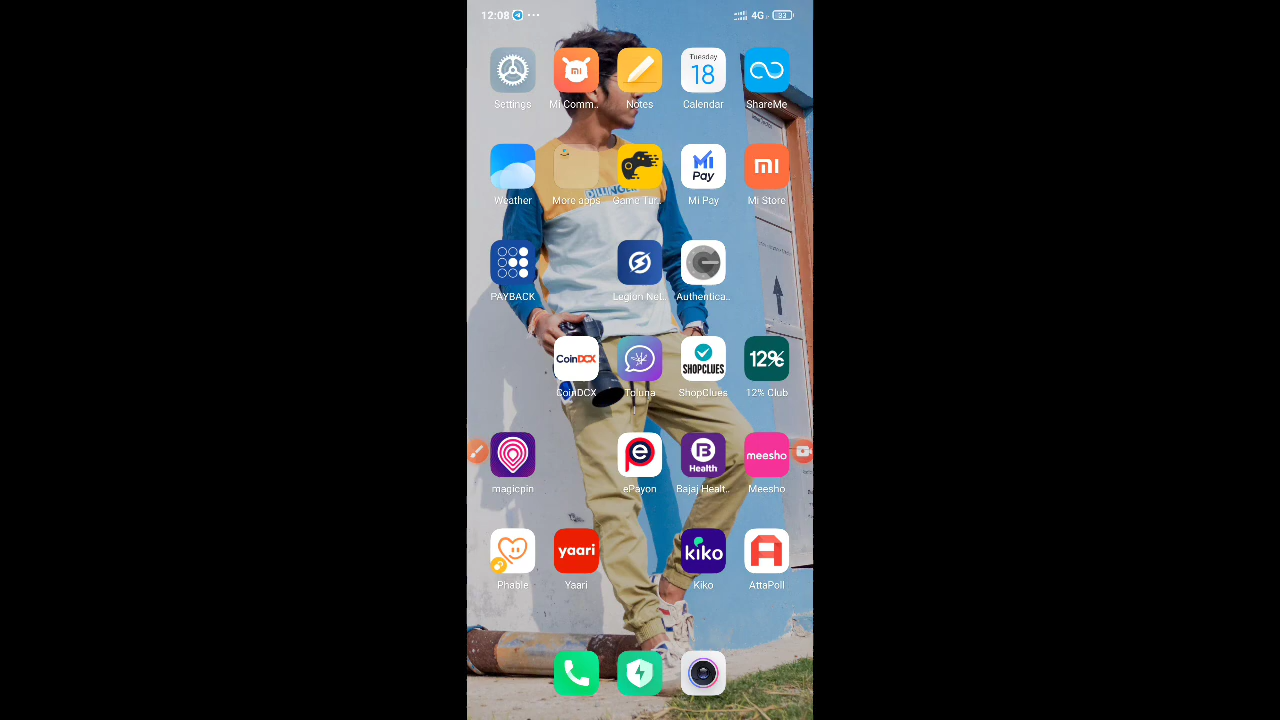 12:08
4G
33
Tuesday
18
Settings
Mi Comm..
Notes
Calendar
ShareMe
Mi
Pay
Weather
More apps
Game Tur..
Mi Pay
Mi Store
PAYBACK
Legiun Net..
Authentica..
CoinDCX
SHOPCLUES
12%
CoinDCX
Toluna
ShopClues
12% Club
B
Health
meesho
magicpin
ePayon
Bajaj Healt..
Meesho
yaari
kiko
Phable
Yaari
Kiko
AttaPoll